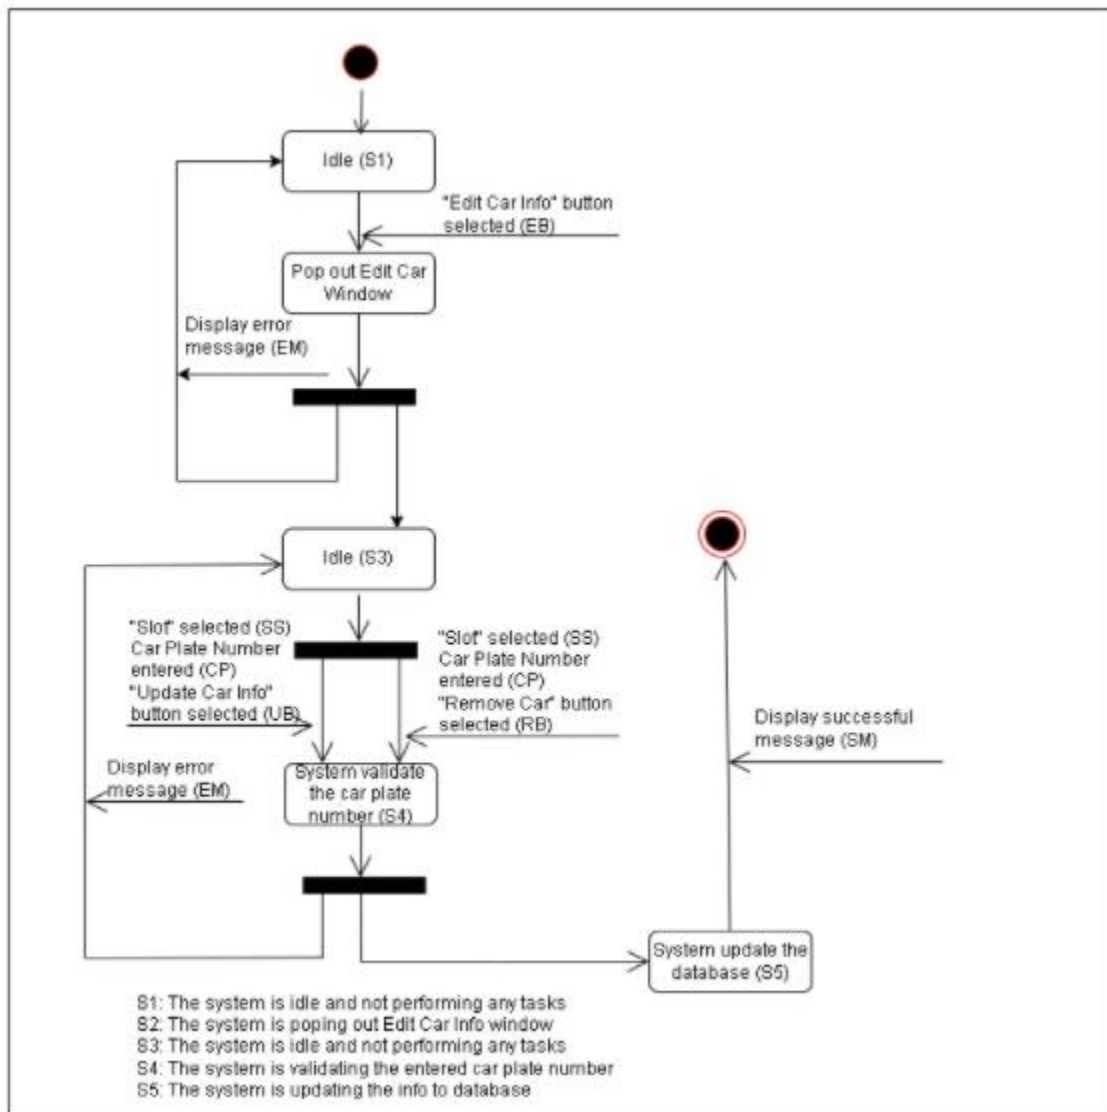 Idle (S1)
"Edit Car Info" button
selected (EB)
Pop out Edit Car
Window
Display error
message (EM)
Idle (S3)
"Slot" selected (SS)
Car Plate Number
entered (CP)
"Update Car Info"
button selected (UB)
"Slot" selected (SS)
Car Plate Number
entered (CP)
"Remove Car" button
selected (RB)
Display successful
message (SM)
Display error
message (EM)
System validate
the car plate
number (S4)
System update the
database (S5)
S1: The system is idle and not performing any tasks
S2: The system is poping out Edit Car Info window
S3: The system is idle and not performing any tasks
S4: The system is validating the entered car plate number
S5: The system is updating the info to database